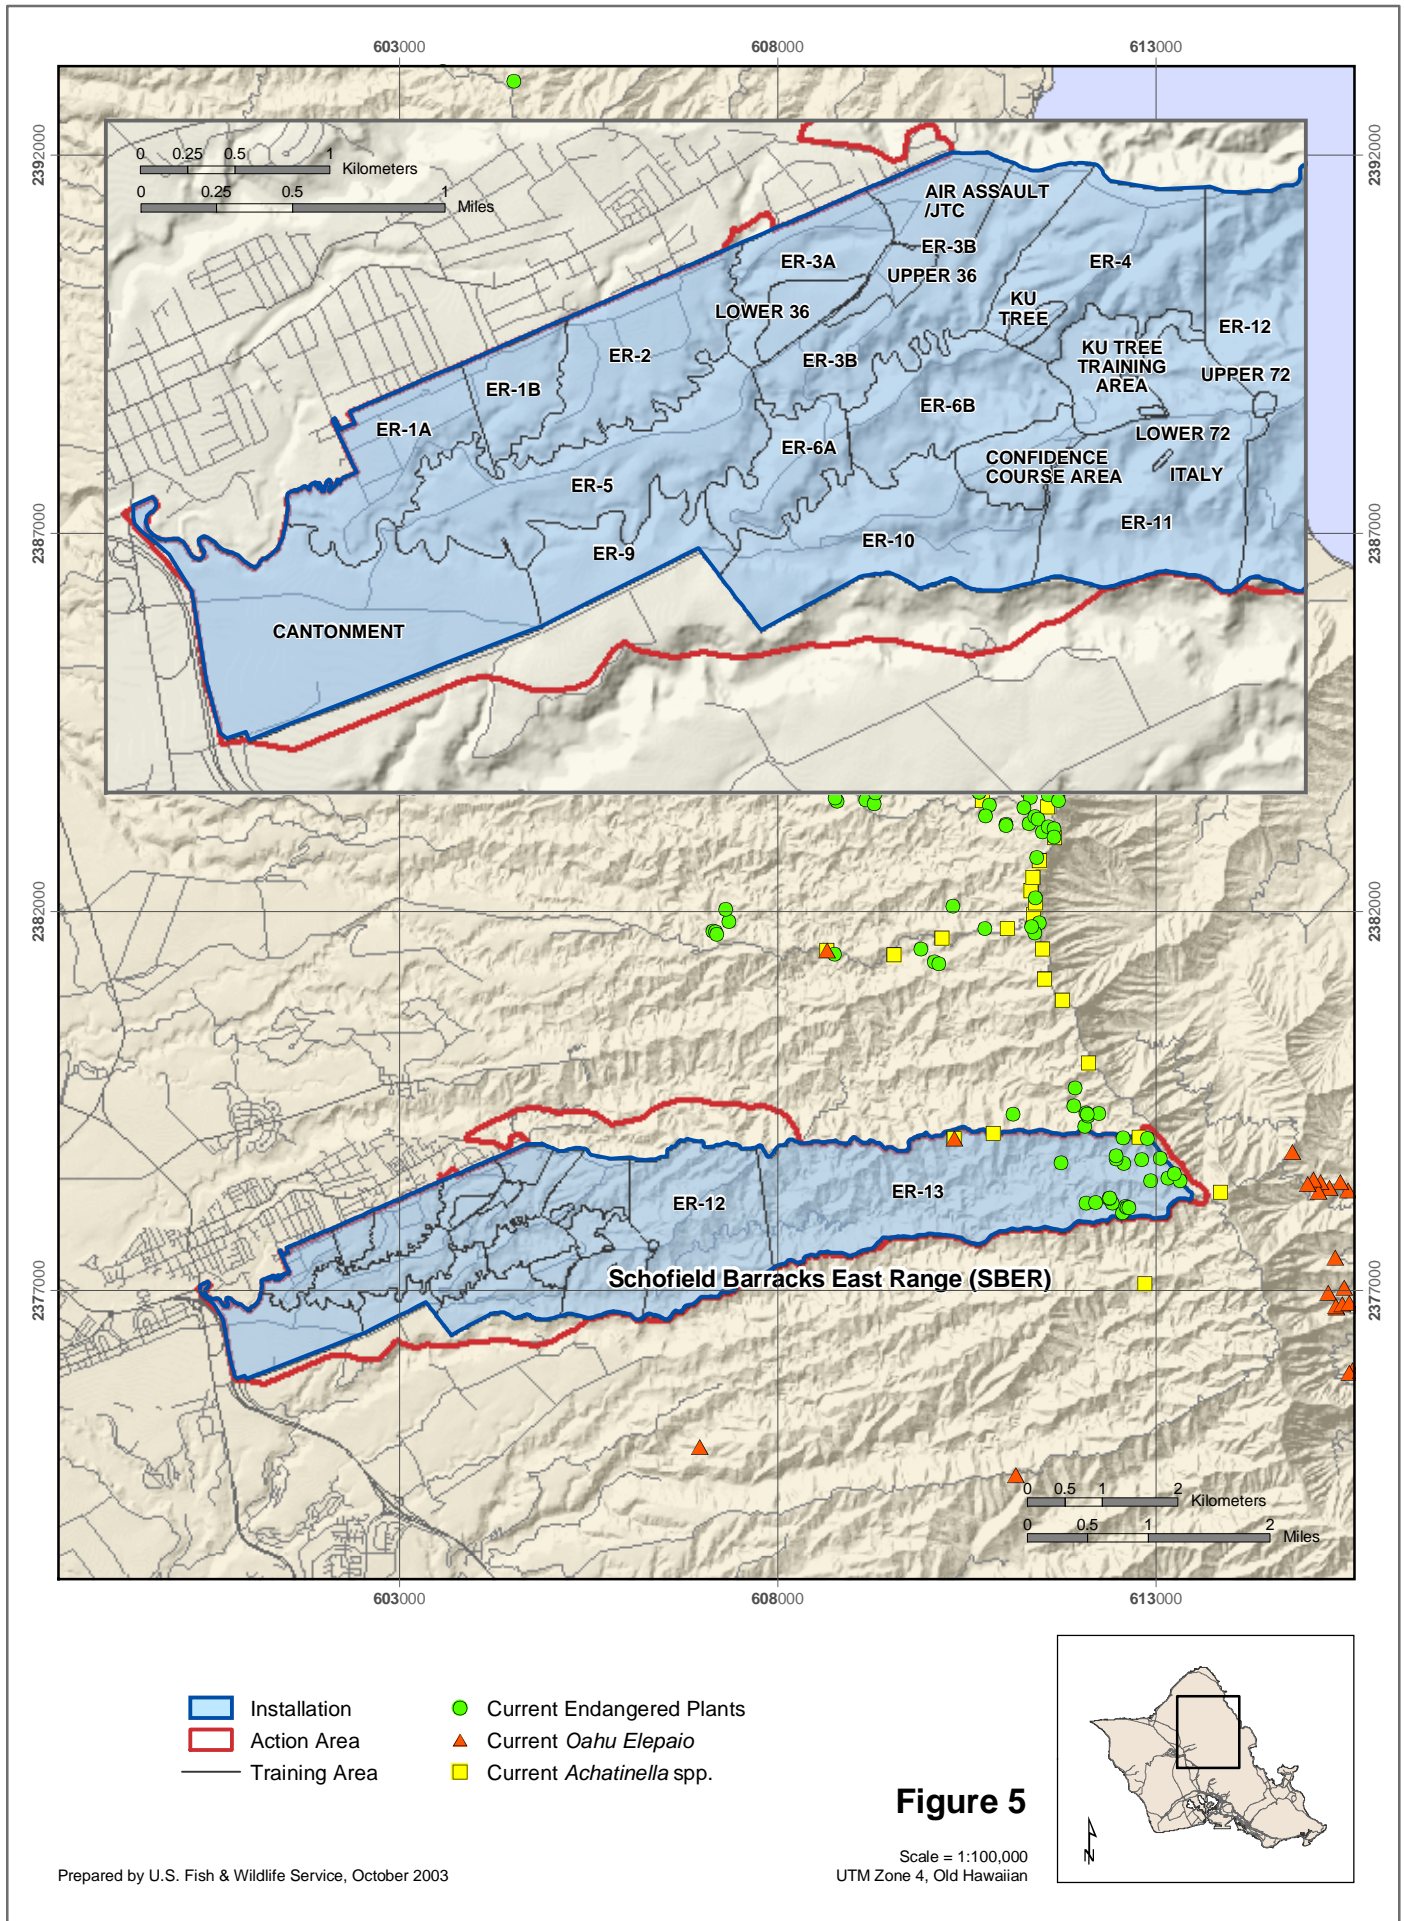 603000
608000
613000
2392000
2392000
0
0.25
0.5
1
Kilometers
0
0.25
0.5
1
Miles
AIR ASSAULT
/JTC
ER-3B
ER-3A
UPPER 36
ER-4
LOWER 36
KU
TREE
ER-12
ER-2
ER-3B
KU TREE
TRAINING
AREA
UPPER 72
ER-1B
ER-6B
ER-1A
LOWER 72
ER-6A
CONFIDENCE
COURSE AREA
ITALY
ER-5
ER-11
2387000
2387000
ER-10
ER-9
CANTONMENT
2382000
2382000
ER-13
ER-12
Schofield Barracks East Range (SBER)
2377000
2377000
0
0.5
1
2
Kilometers
0
0.5
1
2
Miles
603000
608000
613000
Installation
Action Area
Training Area
Current Endangered Plants
Current Oahu Elepaio
Current Achatinella spp.
Figure 5
Scale = 1:100,000
UTM Zone 4, Old Hawaiian
Prepared by U.S. Fish & Wildlife Service, October 2003
N